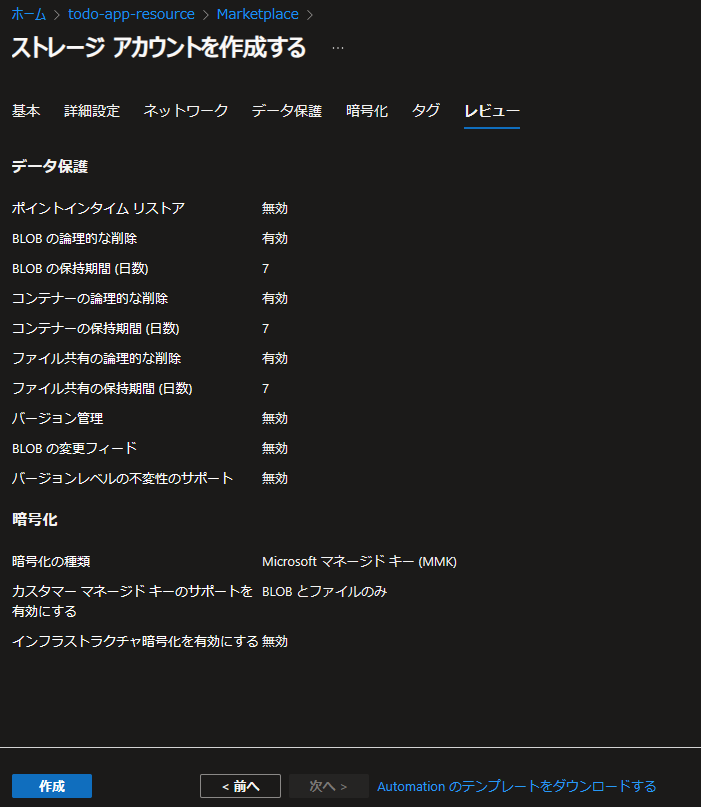 ホーム > todo-app-resource > Marketplace >
ストレージ アカウントを作成する ...
基本 詳細設定 ネットワーク データ保護 暗号化 タグ レビュー
データ保護
ポイントインタイム リストア 無効
BLOB の論理的な削除 有効
BLOB の保持期間 (日数) 7
コンテナーの論理的な削除 有効
コンテナーの保持期間 (日数) 7
ファイル共有の論理的な削除 有効
ファイル共有の保持期間 (日数) 7
バージョン管理 無効
BLOB の変更フィード 無効
バージョンレベルの不変性のサポート 無効
暗号化
暗号化の種類 Microsoft マネージド キー (MMK)
カスタマー マネージド キーのサポートを BLOB とファイルのみ
有効にする
インフラストラクチャ暗号化を有効にする 無効
作成 < 前へ 次へ > Automation のテンプレートをダウンロードする